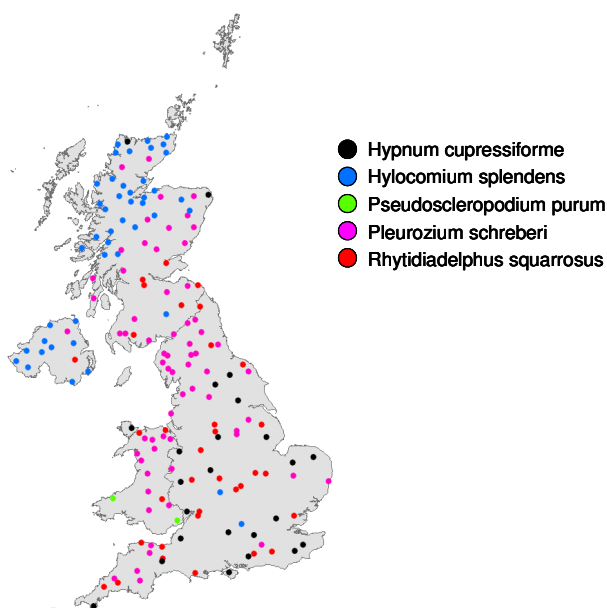 Hypnum cupressiforme
Hylocomium splendens
Pseudoscleropodium purum
Pleurozium schreberi
Rhytidiadelphus squarrosus